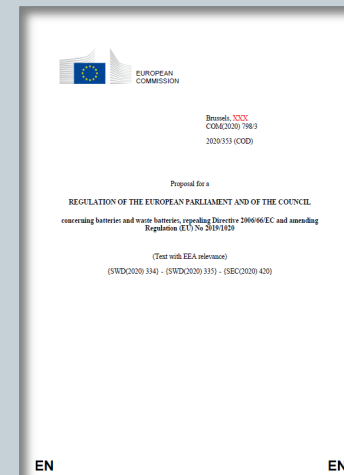 EUROPEAN
COMMISSION
Brussels, XXX
COM(2020) 798/3
2020/353 (COD)
Proposal for a
REGULATION OF THE EUROPEAN PARLIAMENT AND OF THE COUNCIL
concerning batteries and waste batteries, repealing Directive 2006/66/EC and amending
Regulation (EU) No 2019/1020
(Text with EEA relevance)
{SWD(2020) 334} - {SWD(2020) 335} - {SEC(2020) 420}
EN
EN